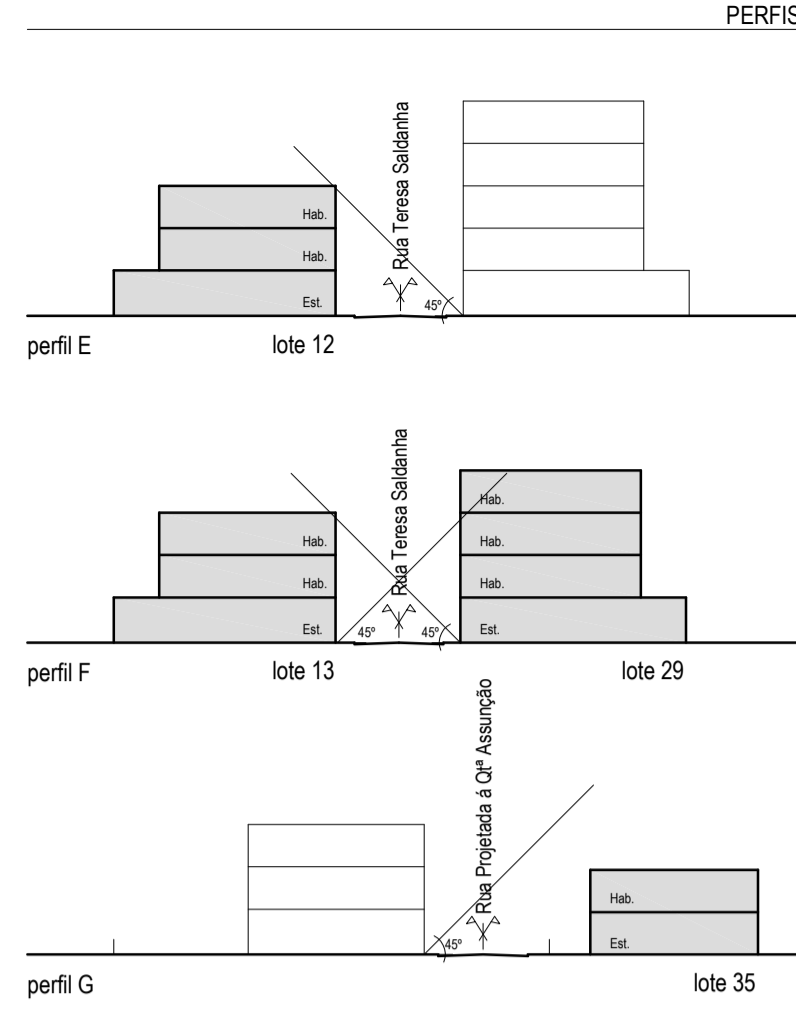 PERFIS
Rua Teresa Saldanha
Hab.
Hab.
Est.
45º
perfil E
lote 12
Rua Teresa Saldanha
Hab.
Hab.
Hab.
Hab.
Hab.
Est.
45º
45º
Est.
perfil F
lote 13
lote 29
Rua Projetada á Qtª Assunção
Hab.
45º
Est.
perfil G
lote 35